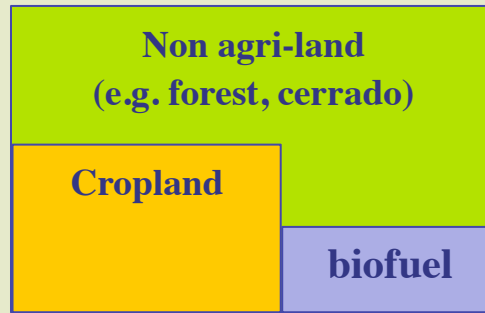 Non agri-land
(e.g. forest, cerrado)
Cropland
biofuel